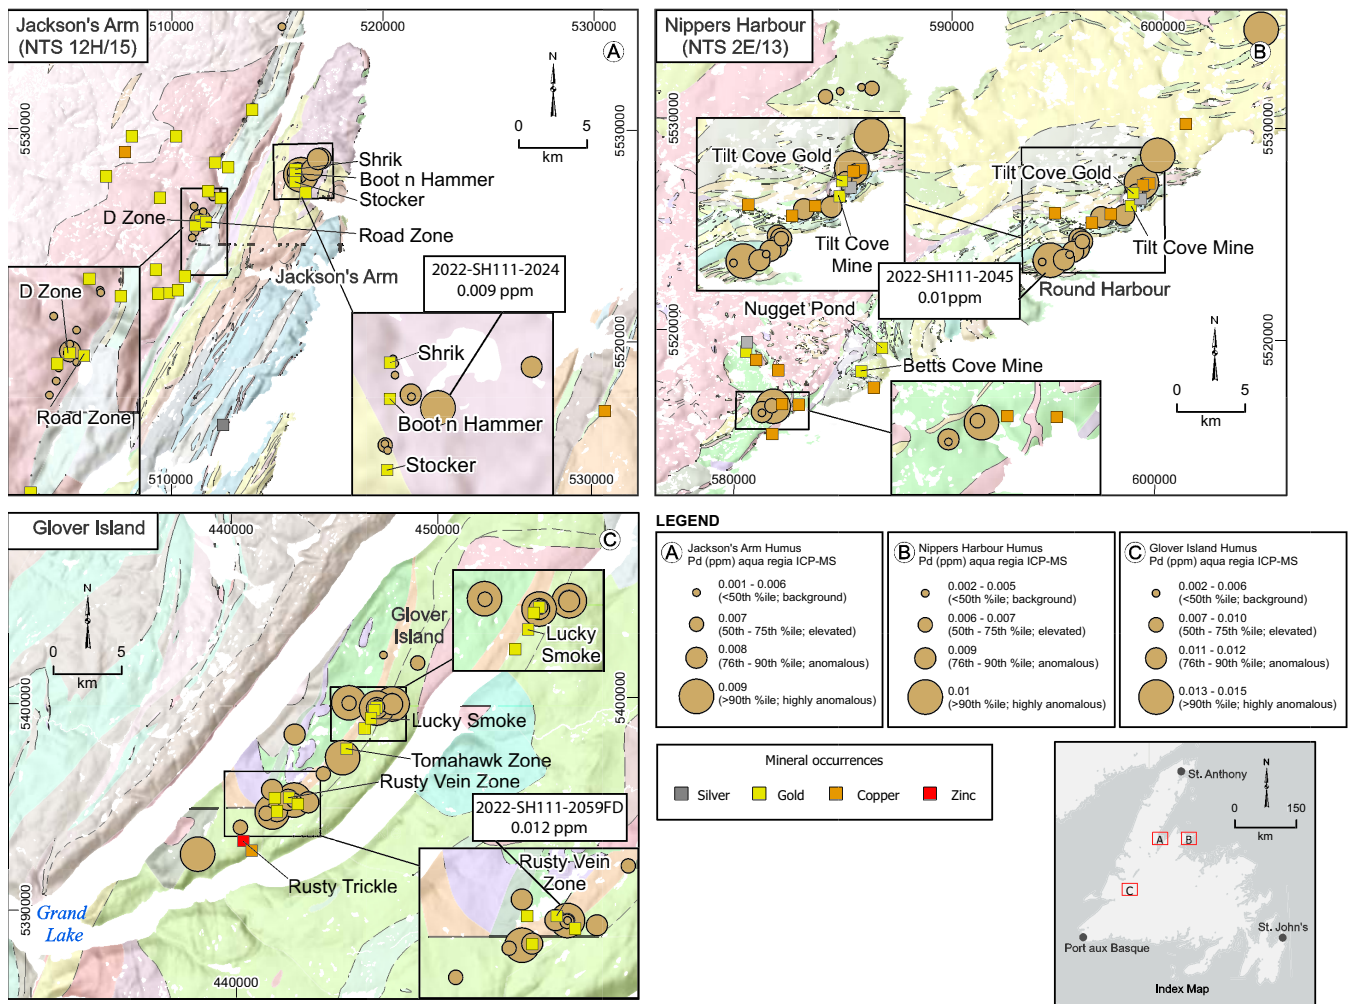 Jackson's Arm
(NTS 12H/15)
510000
520000
530000
A
N
0
5
km
5530000
5530000
Shrik
Boot n Hammer
Stocker
D Zone
Road Zone
Jackson's Arm
2022-SH111-2024
0.009 ppm
D Zone
Road Zone
Shrik
Boot n Hammer
Stocker
5520000
510000
530000
Nippers Harbour
(NTS 2E/13)
590000
600000
B
5530000
5530000
Tilt Cove Gold
Tilt Cove
Mine
Tilt Cove Gold
Tilt Cove Mine
2022-SH111-2045
0.01ppm
Round Harbour
Nugget Pond
Betts Cove Mine
5520000
5520000
N
0
5
km
580000
600000
Glover Island
440000
450000
C
N
0
5
km
Glover
Island
Lucky
Smoke
Lucky Smoke
Tomahawk Zone
Rusty Vein Zone
2022-SH111-2059FD
0.012 ppm
Rusty Vein
Zone
Rusty Trickle
Grand
Lake
5400000
5400000
5390000
5390000
440000
LEGEND
A
Jackson's Arm Humus
Pd (ppm) aqua regia ICP-MS
0.001 - 0.006
(<50th %ile; background)
0.007
(50th - 75th %ile; elevated)
0.008
(76th - 90th %ile; anomalous)
0.009
(>90th %ile; highly anomalous)
B
Nippers Harbour Humus
Pd (ppm) aqua regia ICP-MS
0.002 - 0.005
(<50th %ile; background)
0.006 - 0.007
(50th - 75th %ile; elevated)
0.009
(76th - 90th %ile; anomalous)
0.01
(>90th %ile; highly anomalous)
C
Glover Island Humus
Pd (ppm) aqua regia ICP-MS
0.002 - 0.006
(<50th %ile; background)
0.007 - 0.010
(50th - 75th %ile; elevated)
0.011 - 0.012
(76th - 90th %ile; anomalous)
0.013 - 0.015
(>90th %ile; highly anomalous)
Mineral occurrences
Silver
Gold
Copper
Zinc
St. Anthony
N
0
150
km
A
B
C
St. John's
Port aux Basque
Index Map